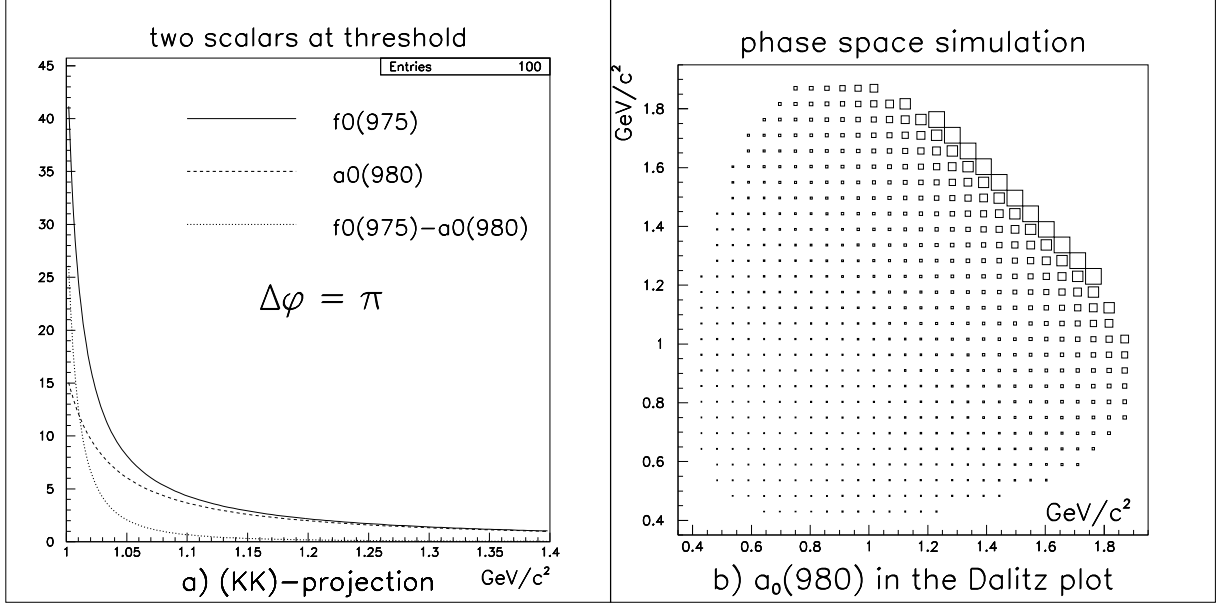 two scalars at threshold
Entries 100
f0(975)
a0(980)
f0(975)−a0(980)
Δφ = π
45
40
35
30
25
20
15
10
5
0
1 1.05 1.1 1.15 1.2 1.25 1.3 1.35 1.4
GeV/c²
a) (KK)−projection
phase space simulation
GeV/c²
1.8
1.6
1.4
1.2
1
0.8
0.6
0.4
GeV/c²
0.4 0.6 0.8 1 1.2 1.4 1.6 1.8
b) a₀(980) in the Dalitz plot